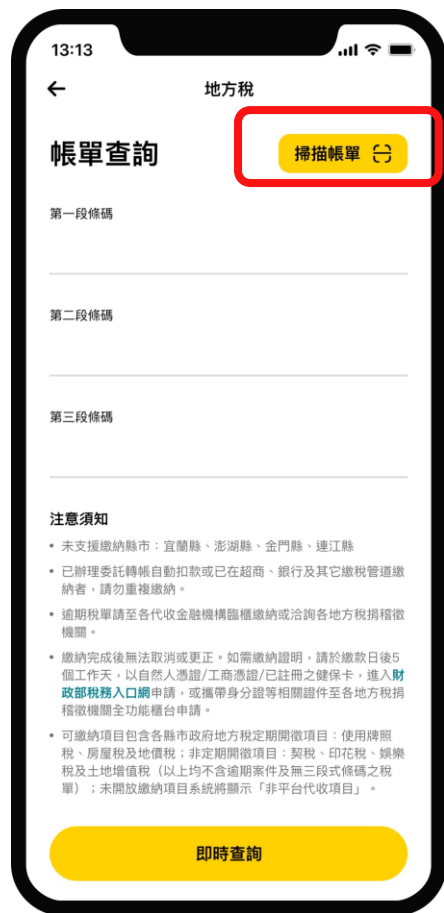 13:13
地方稅
帳單查詢
掃描帳單
第一段條碼
第二段條碼
第三段條碼
注意須知
• 未支援繳納縣市：宜蘭縣、澎湖縣、金門縣、連江縣
• 已辦理委託轉帳自動扣款或已在超商、銀行及其它繳稅管道繳
納者，請勿重複繳納。
• 逾期稅單請至各代收金融機構臨櫃繳納或洽詢各地方稅捐稽徵
機關。
• 繳納完成後無法取消或更正。如需繳納證明，請於繳款日後5
個工作天，以自然人憑證/工商憑證/已註冊之健保卡，進入財
政部稅務入口網申請，或攜帶身分證等相關證件至各地方稅捐
稽徵機關全功能櫃台申請。
• 可繳納項目包含各縣市政府地方稅定期開徵項目：使用牌照
稅、房屋稅及地價稅；非定期開徵項目：契稅、印花稅、娛樂
稅及土地增值稅（以上均不含逾期案件及無三段式條碼之稅
單）；未開放繳納項目系統將顯示「非平台代收項目」。
即時查詢